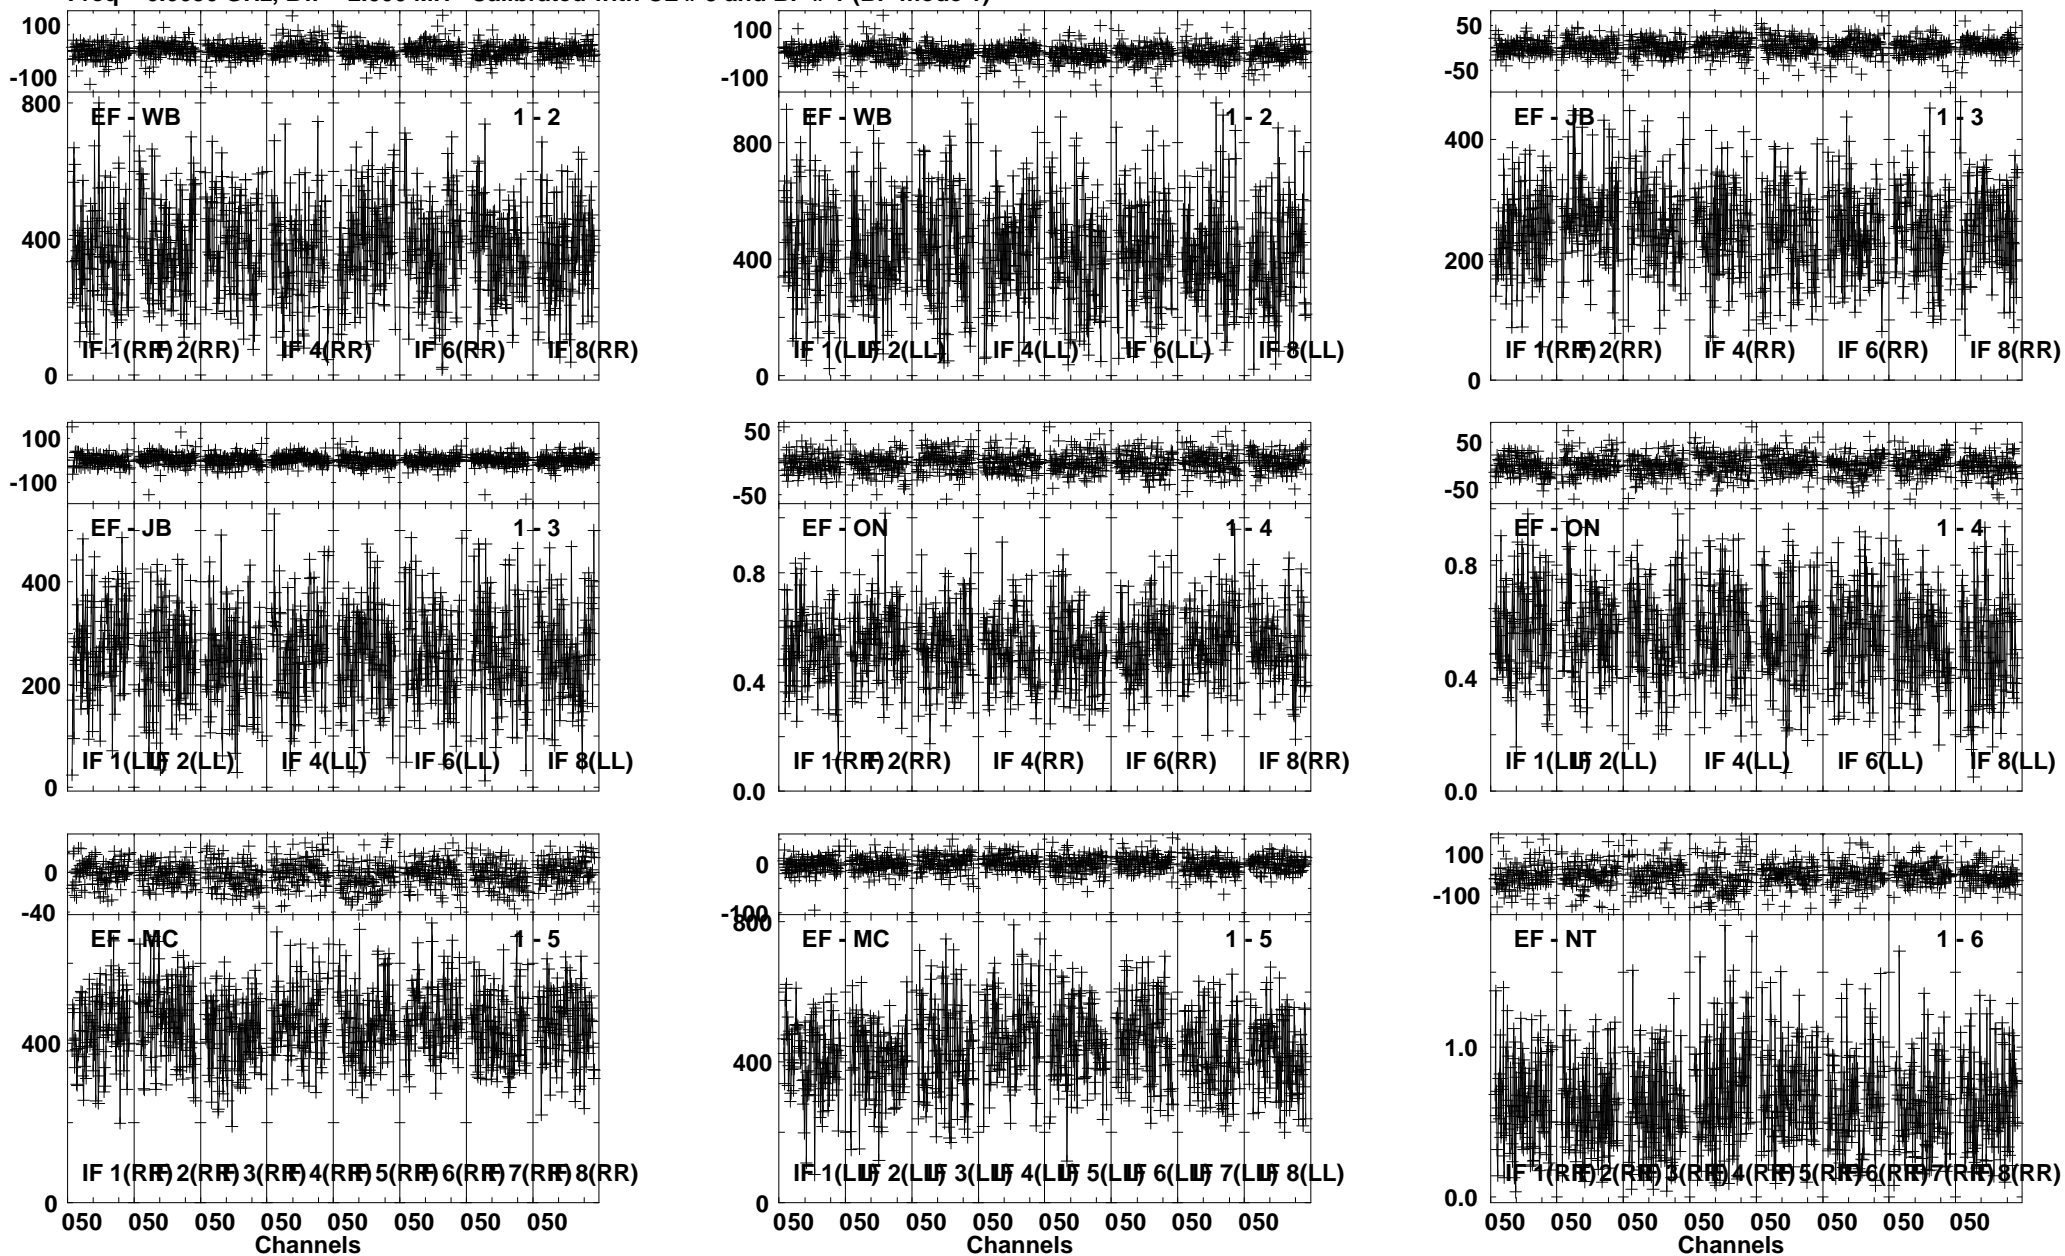 100
-100
800
400
0
EF - WB 1 - 2
IF 1(RR) IF 2(RR) IF 4(RR) IF 6(RR) IF 8(RR)
100
-100
800
400
0
EF - WB 1 - 2
IF 1(LL) IF 2(LL) IF 4(LL) IF 6(LL) IF 8(LL)
50
-50
400
200
0
EF - JB 1 - 3
IF 1(RR) IF 2(RR) IF 4(RR) IF 6(RR) IF 8(RR)
100
-100
400
200
0
EF - JB 1 - 3
IF 1(LL) IF 2(LL) IF 4(LL) IF 6(LL) IF 8(LL)
50
-50
0.8
0.4
0.0
EF - ON 1 - 4
IF 1(RR) IF 2(RR) IF 4(RR) IF 6(RR) IF 8(RR)
50
-50
0.8
0.4
0.0
EF - ON 1 - 4
IF 1(LL) IF 2(LL) IF 4(LL) IF 6(LL) IF 8(LL)
0
-40
400
0
EF - MC 1 - 5
IF 1(RR) IF 2(RR) IF 3(RR) IF 4(RR) IF 5(RR) IF 6(RR) IF 7(RR) IF 8(RR)
050 050 050 050 050 050 050 050
Channels
0
-100
800
400
0
EF - MC 1 - 5
IF 1(LL) IF 2(LL) IF 3(LL) IF 4(LL) IF 5(LL) IF 6(LL) IF 7(LL) IF 8(LL)
050 050 050 050 050 050 050 050
Channels
100
-100
1.0
0.0
EF - NT 1 - 6
IF 1(RR) IF 2(RR) IF 3(RR) IF 4(RR) IF 5(RR) IF 6(RR) IF 7(RR) IF 8(RR)
050 050 050 050 050 050 050 050
Channels